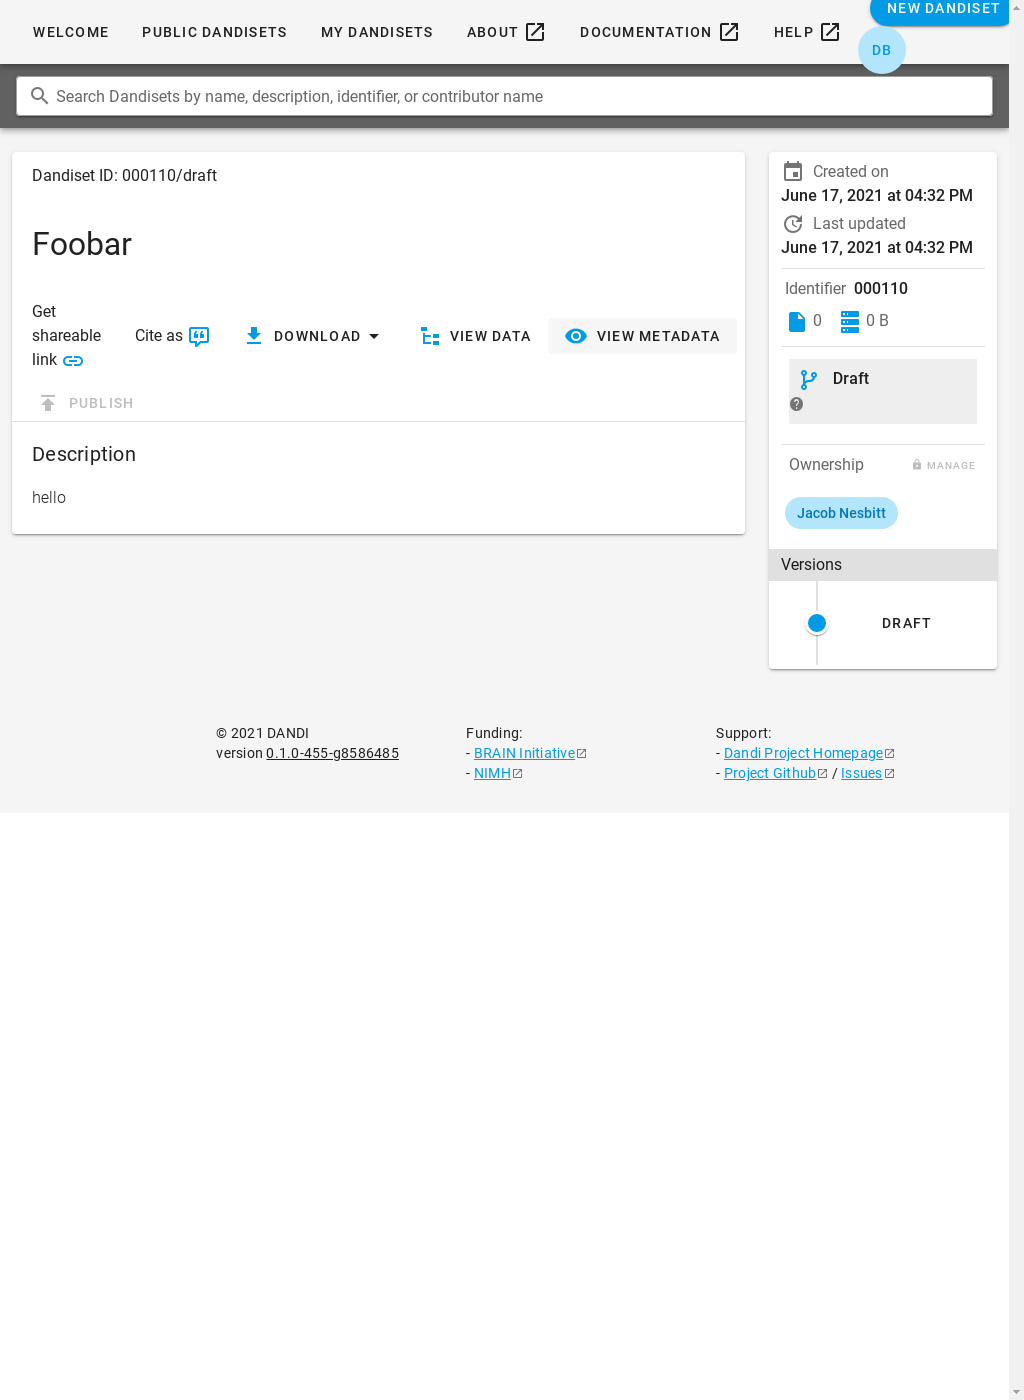 WELCOME PUBLIC DANDISETS MY DANDISETS ABOUT DOCUMENTATION HELP NEW DANDISET
DB
Search Dandisets by name, description, identifier, or contributor name
Dandiset ID: 000110/draft
Foobar
Get
shareable
link
Cite as DOWNLOAD VIEW DATA VIEW METADATA
PUBLISH
Description
hello
Created on
June 17, 2021 at 04:32 PM
Last updated
June 17, 2021 at 04:32 PM
Identifier 000110
0 0 B
Draft
Ownership MANAGE
Jacob Nesbitt
Versions
DRAFT
© 2021 DANDI
version 0.1.0-455-g8586485
Funding:
- BRAIN Initiative
- NIMH
Support:
- Dandi Project Homepage
- Project Github / Issues